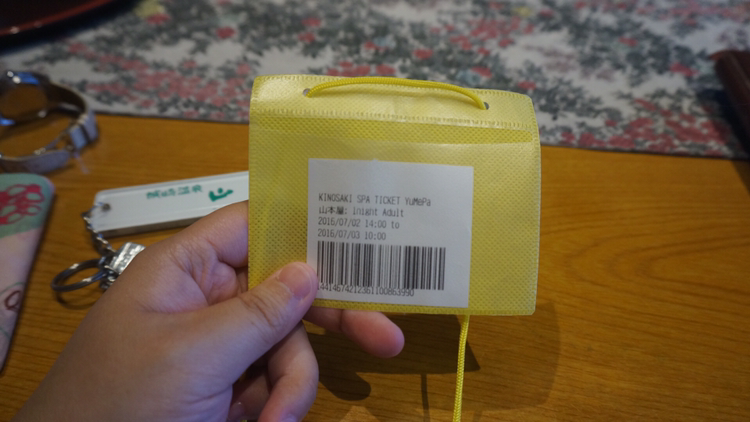 KINOSAKI SPA TICKET YuMePa
山本屋: 1night Adult
2016/07/02 14:00 to
2016/07/03 10:00